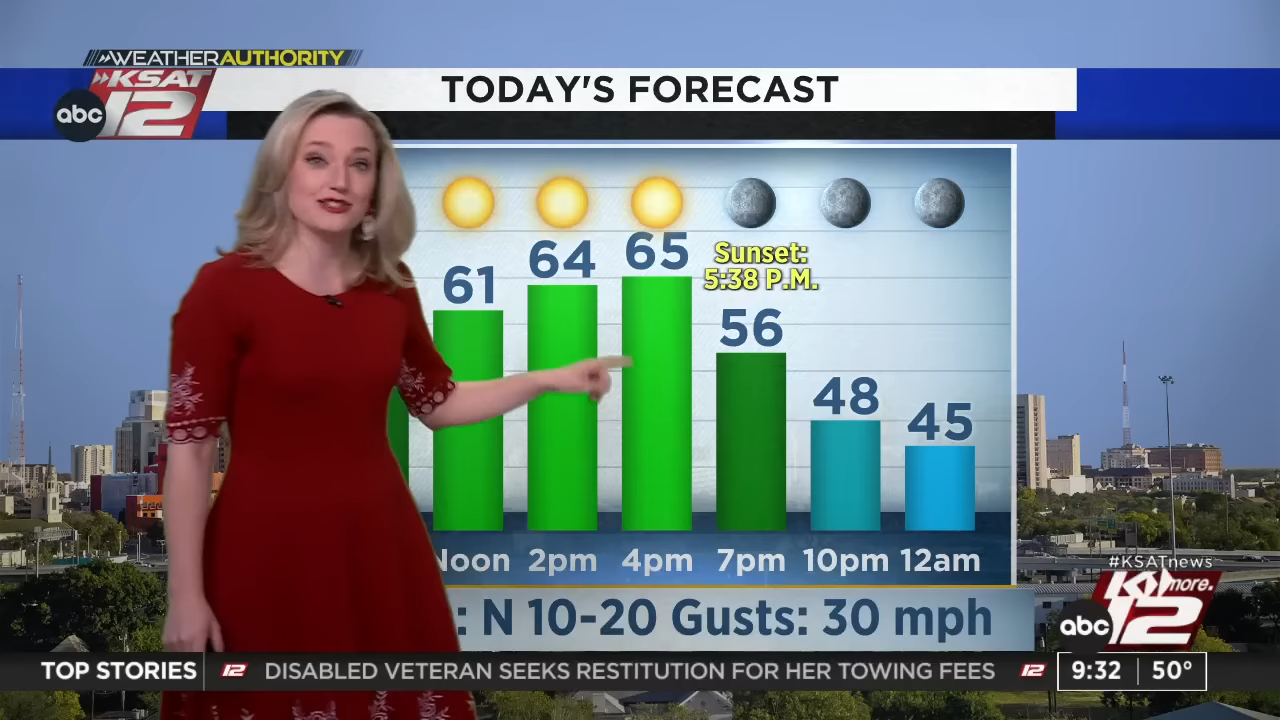 WEATHERAUTHORITY
KSAT
abc 12
TODAY'S FORECAST
61
64
65
Sunset:
5:38 P.M.
56
48
45
Noon 2pm 4pm 7pm 10pm 12am
: N 10-20 Gusts: 30 mph
#KSATnews
more.
abc 12
TOP STORIES 12 DISABLED VETERAN SEEKS RESTITUTION FOR HER TOWING FEES 12 9:32 50°